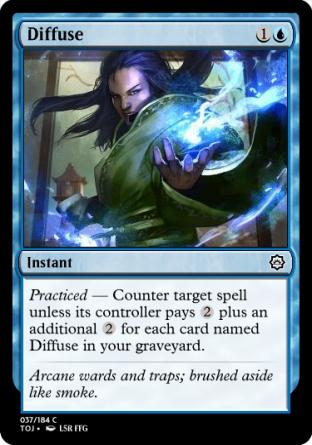 Diffuse 1
Instant
Practiced — Counter target spell
unless its controller pays 2 plus an
additional 2 for each card named
Diffuse in your graveyard.
Arcane wards and traps; brushed aside
like smoke.
037/184 C
TOJ • LSR FFG